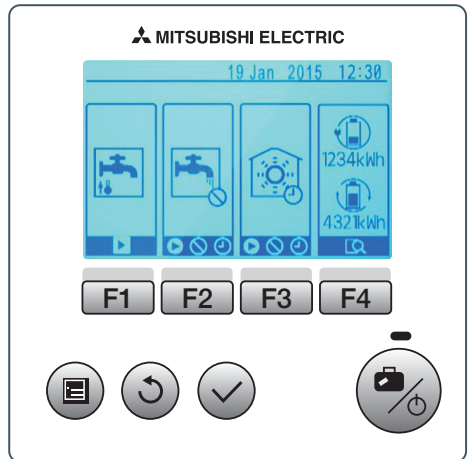 MITSUBISHI ELECTRIC
19 Jan 2015 12:30
1234kWh
4321kWh
F1 F2 F3 F4